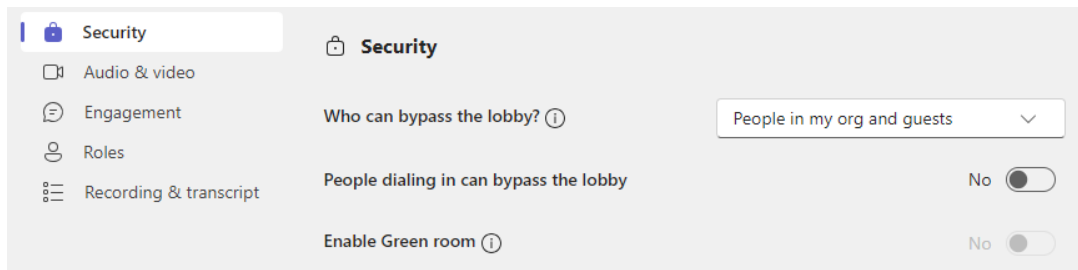 Security
Audio & video
Engagement
Roles
Recording & transcript
Security
Who can bypass the lobby?
People in my org and guests
People dialing in can bypass the lobby
No
Enable Green room
No